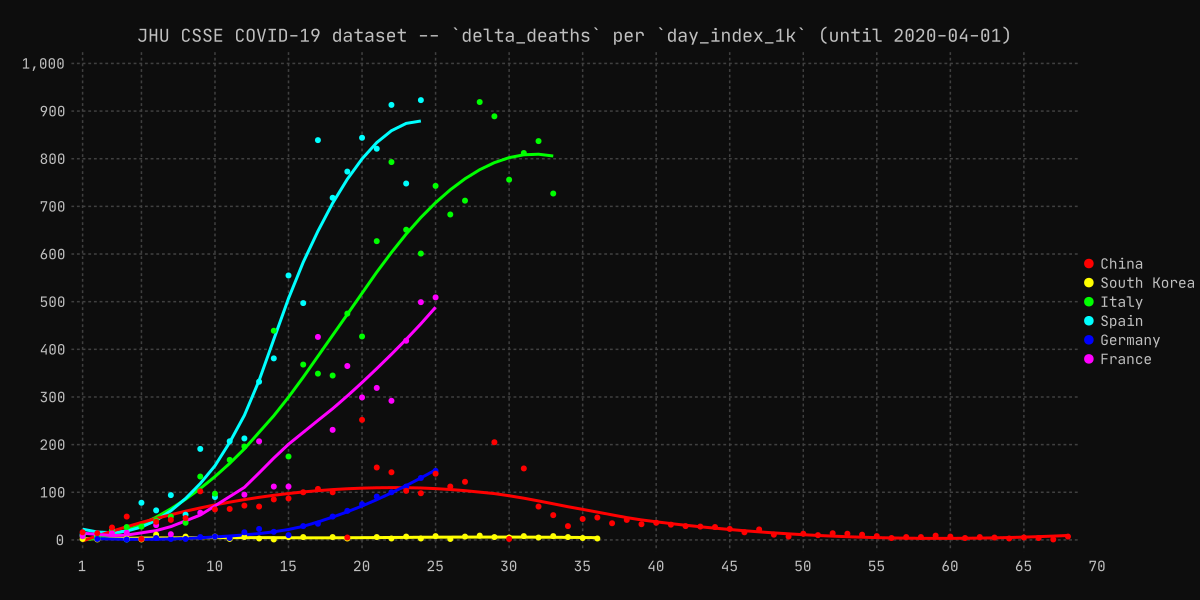 JHU CSSE COVID-19 dataset -- `delta_deaths` per `day_index_1k` (until 2020-04-01)
1,000
900
800
700
600
500
400
300
200
100
0
1 5 10 15 20 25 30 35 40 45 50 55 60 65 70
China
South Korea
Italy
Spain
Germany
France